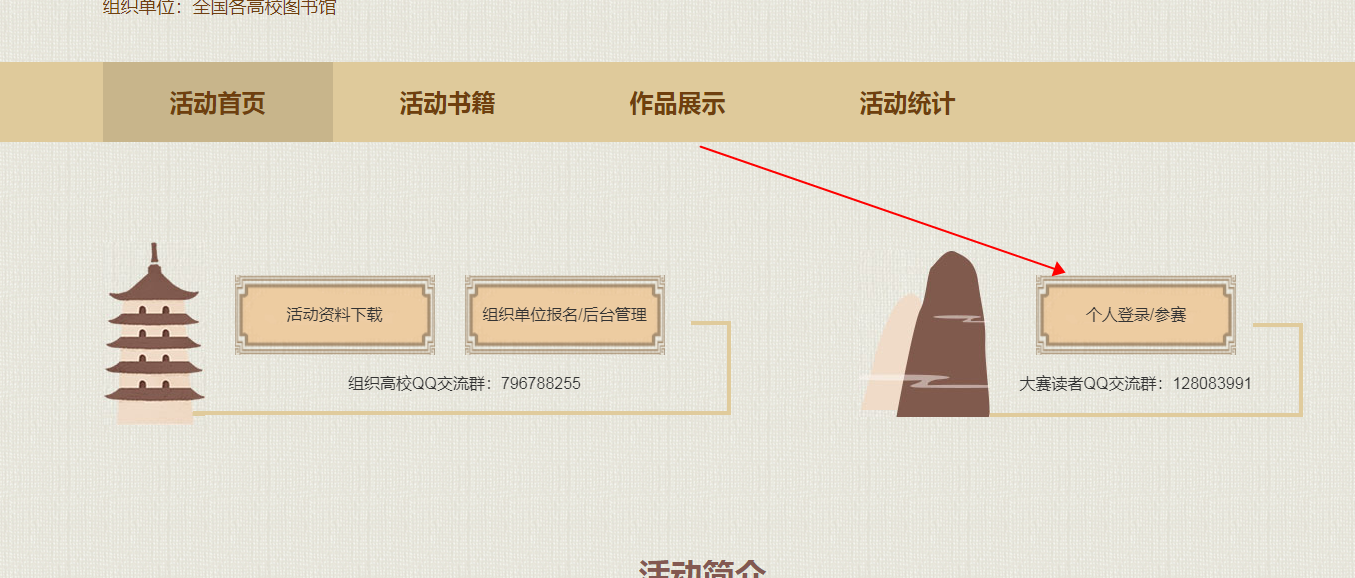 组织单位：全国各高校图书馆
活动首页 活动书籍 作品展示 活动统计
活动资料下载 组织单位报名/后台管理
组织高校QQ交流群：796788255
个人登录/参赛
大赛读者QQ交流群：128083991
活动简介